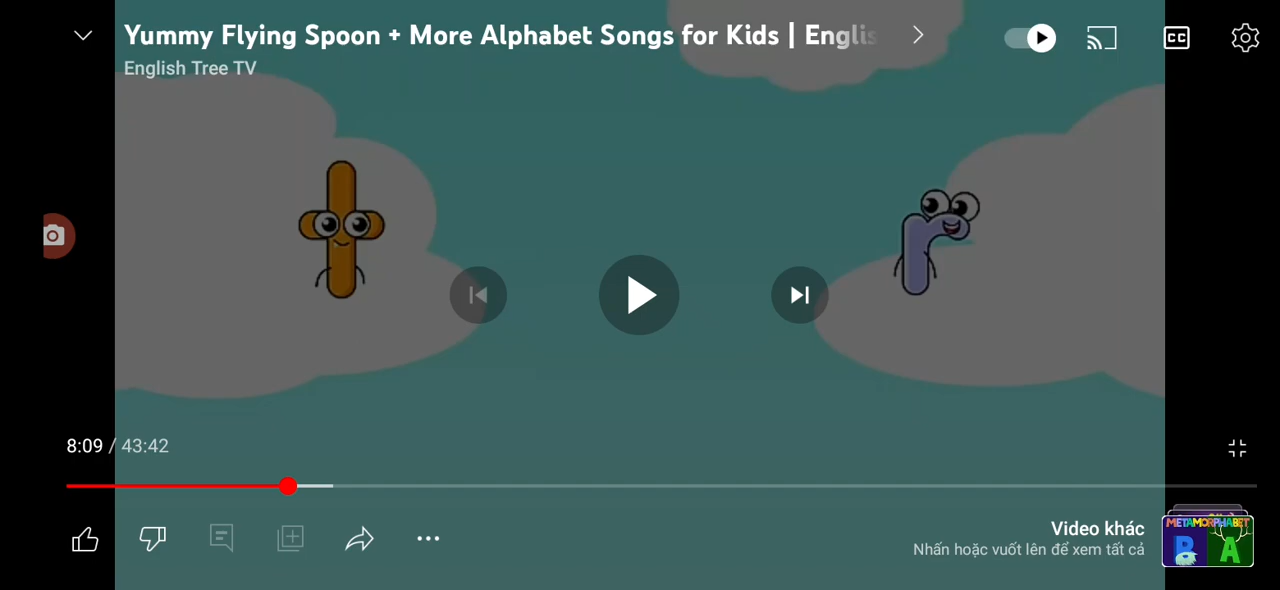 Yummy Flying Spoon + More Alphabet Songs for Kids | Englis
English Tree TV
CC
t
r
8:09 / 43:42
Video khác
Nhấn hoặc vuốt lên để xem tất cả
METAMORPHABET
B
A